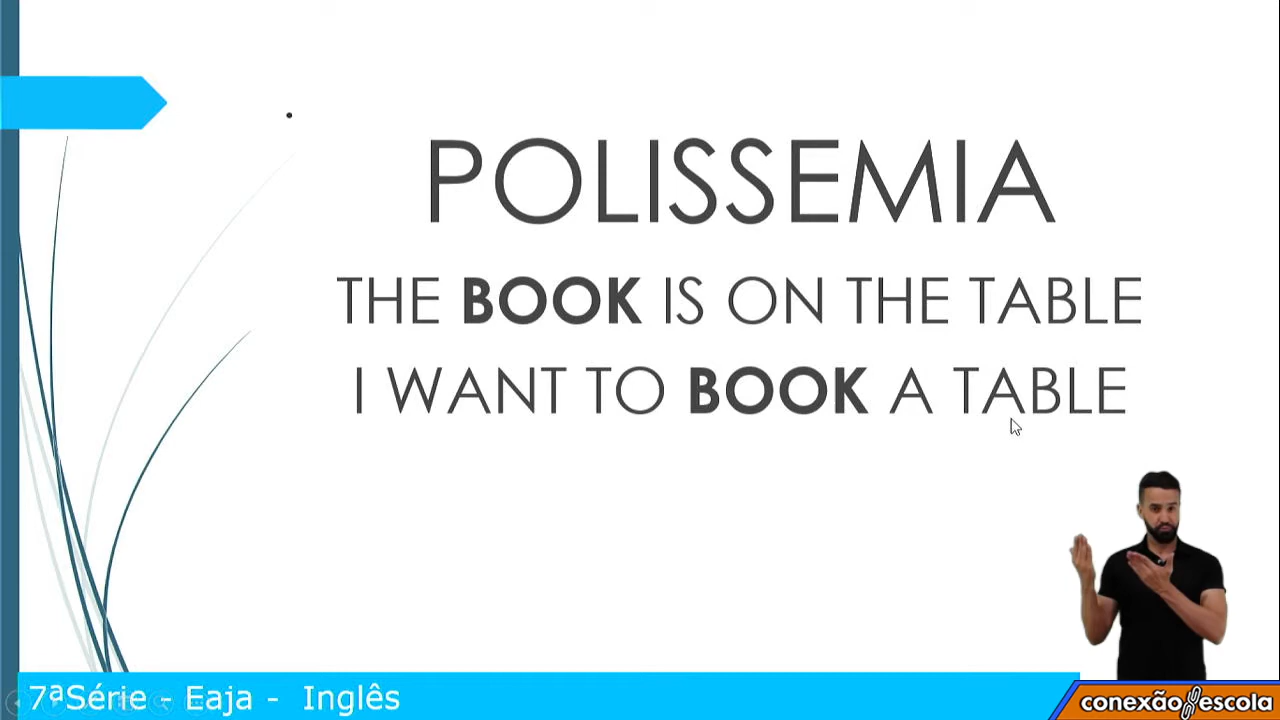 POLISSEMIA
THE BOOK IS ON THE TABLE
I WANT TO BOOK A TABLE
7ªSérie - Eaja - Inglês
conexão escola